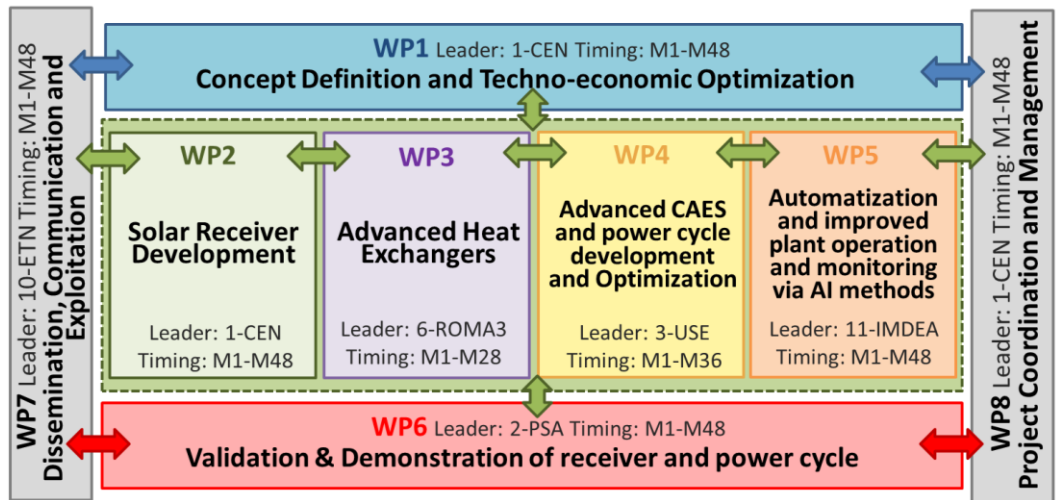 WP1 Leader: 1-CEN Timing: M1-M48
Concept Definition and Techno-economic Optimization
WP7 Leader: 10-ETN Timing: M1-M48
Dissemination, Communication and
Exploitation
WP2
Solar Receiver
Development
Leader: 1-CEN
Timing: M1-M48
WP3
Advanced Heat
Exchangers
Leader: 6-ROMA3
Timing: M1-M28
WP4
Advanced CAES
and power cycle
development
and Optimization
Leader: 3-USE
Timing: M1-M36
WP5
Automatization
and improved
plant operation
and monitoring
via AI methods
Leader: 11-IMDEA
Timing: M1-M48
WP8 Leader: 1-CEN Timing: M1-M48
Project Coordination and Management
WP6 Leader: 2-PSA Timing: M1-M48
Validation & Demonstration of receiver and power cycle